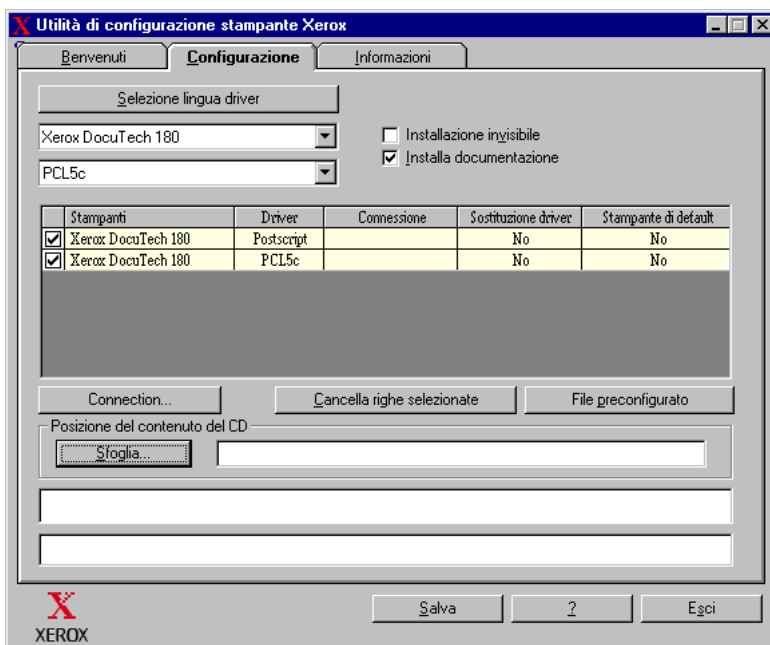 Utilità di configurazione stampante Xerox
Benvenuti Configurazione Informazioni
Selezione lingua driver
Xerox DocuTech 180 Installazione invisibile
Installa documentazione
PCL5c
Stampanti Driver Connessione Sostituzione driver Stampante di default
Xerox DocuTech 180 Postscript No No
Xerox DocuTech 180 PCL5c No No
Connection... Cancella righe selezionate File preconfigurato
Posizione del contenuto del CD
Sfoglia...
Salva ? Esci
X
XEROX